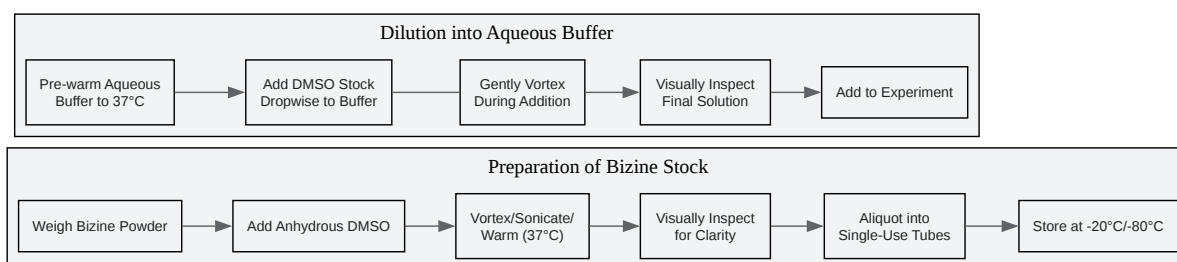 Dilution into Aqueous Buffer
Pre-warm Aqueous
Buffer to 37°C
Add DMSO Stock
Dropwise to Buffer
Gently Vortex
During Addition
Visually Inspect
Final Solution
Add to Experiment
Preparation of Bizine Stock
Weigh Bizine Powder
Add Anhydrous DMSO
Vortex/Sonicate/
Warm (37°C)
Visually Inspect
for Clarity
Aliquot into
Single-Use Tubes
Store at -20°C/-80°C